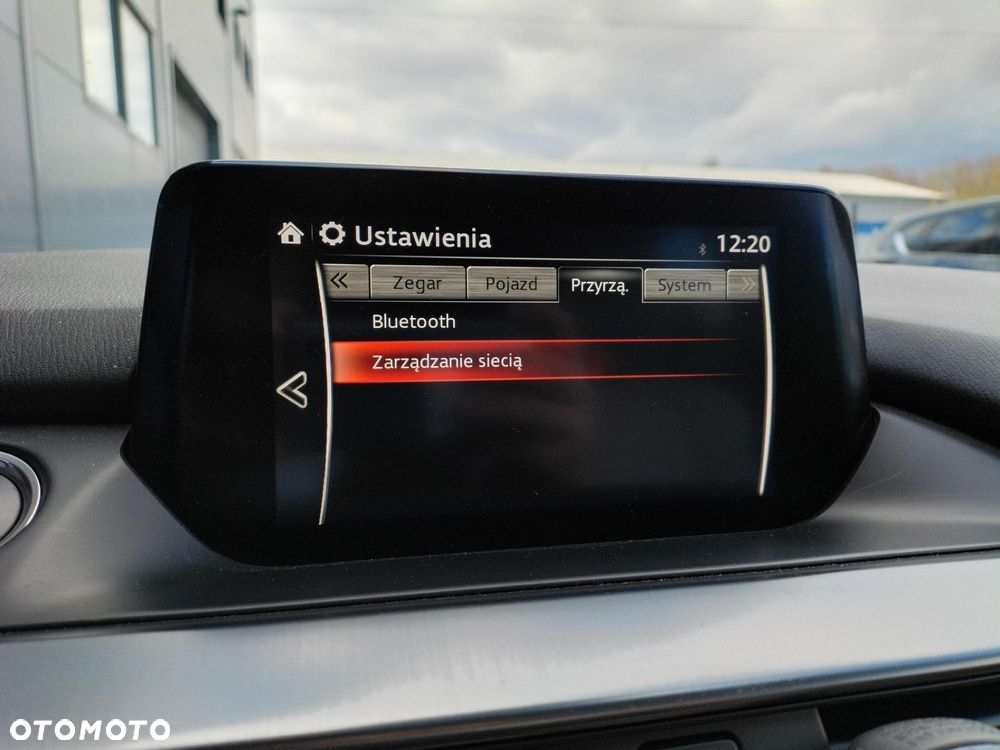 Ustawienia
12:20
Zegar Pojazd Przyrzą. System
Bluetooth
Zarządzanie siecią
OTOMOTO